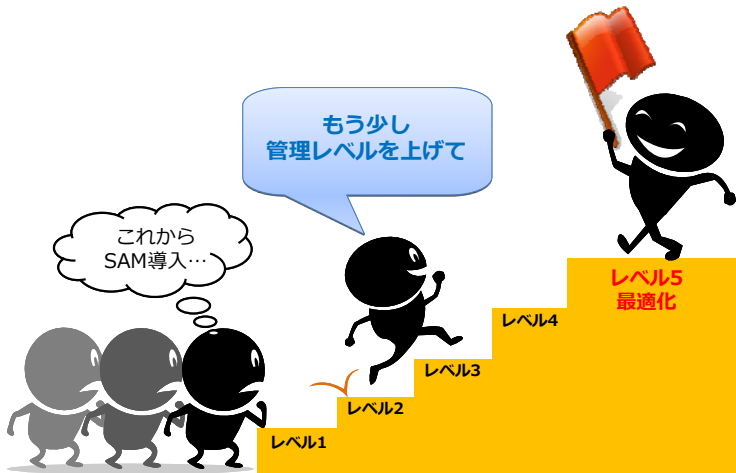 もう少し
管理レベルを上げて
これから
SAM導入…
レベル5
最適化
レベル4
レベル3
レベル2
レベル1